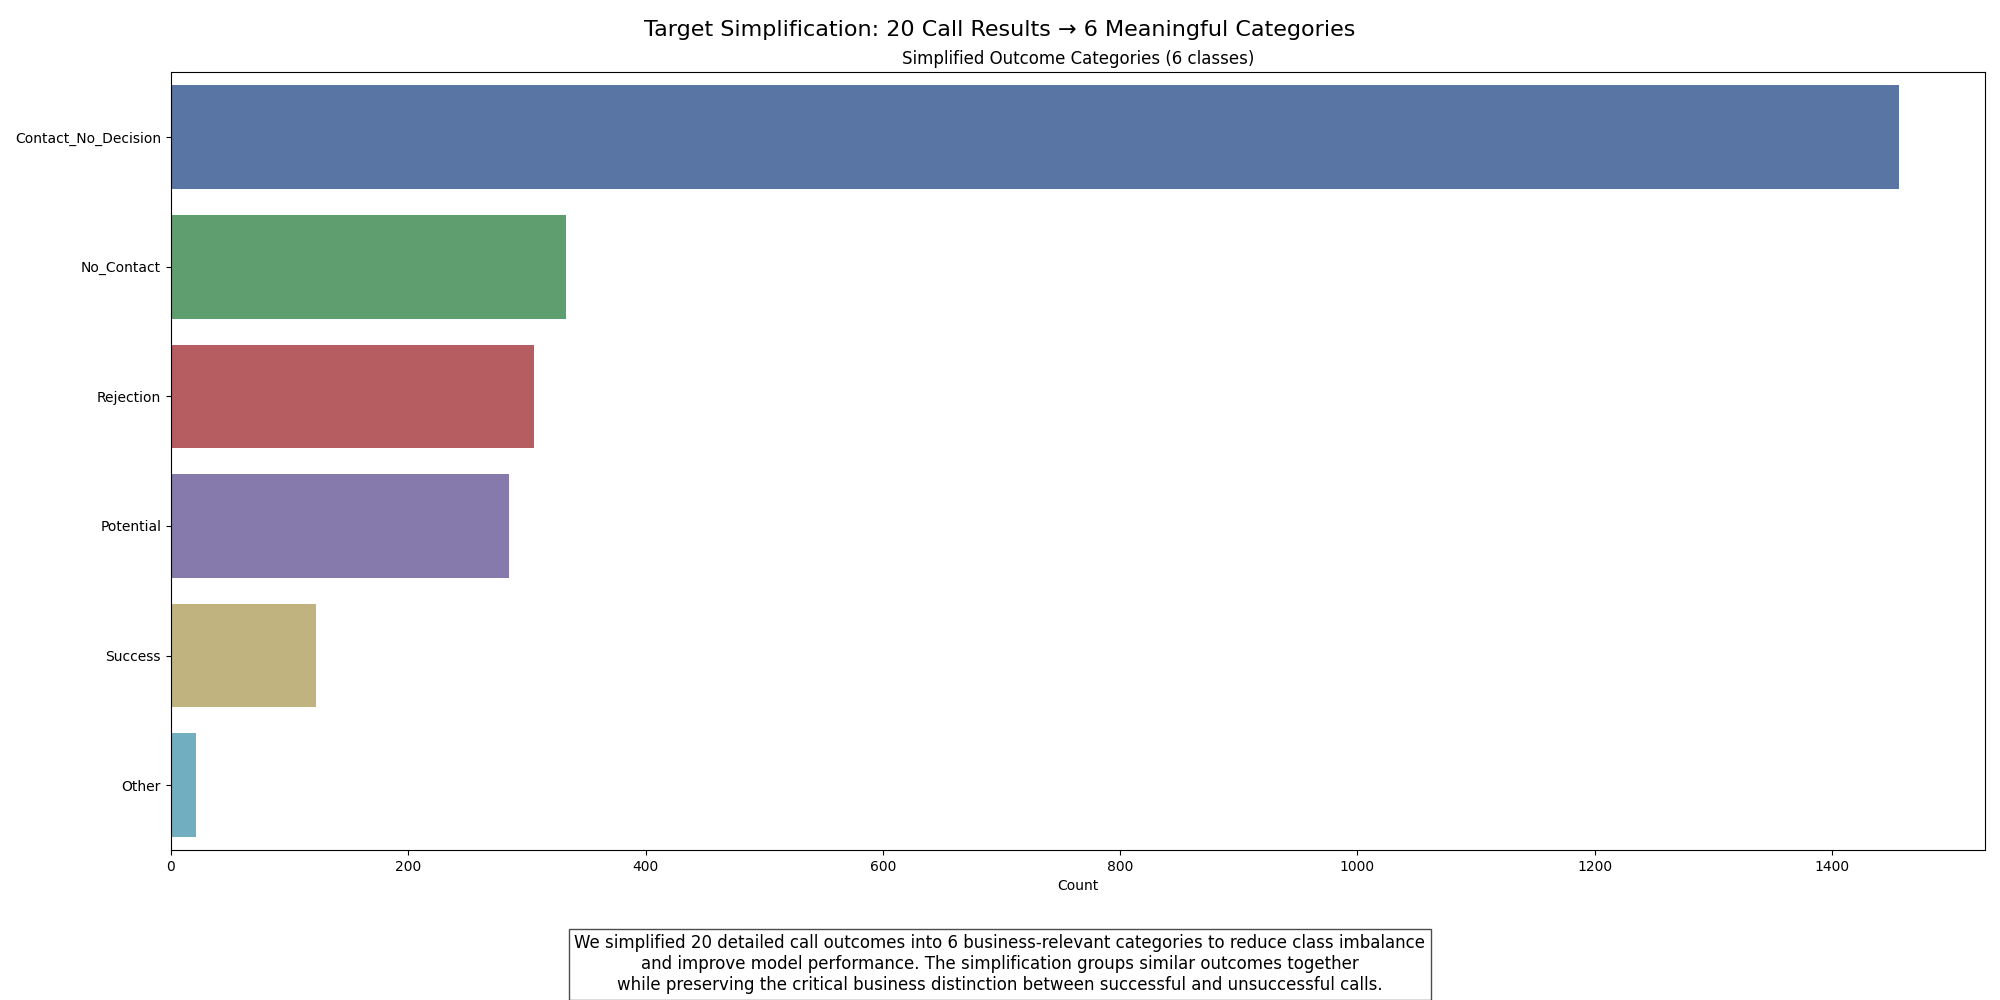 Target Simplification: 20 Call Results → 6 Meaningful Categories
Simplified Outcome Categories (6 classes)
Contact_No_Decision
No_Contact
Rejection
Potential
Success
Other
0 200 400 600 800 1000 1200 1400
Count
We simplified 20 detailed call outcomes into 6 business-relevant categories to reduce class imbalance
and improve model performance. The simplification groups similar outcomes together
while preserving the critical business distinction between successful and unsuccessful calls.